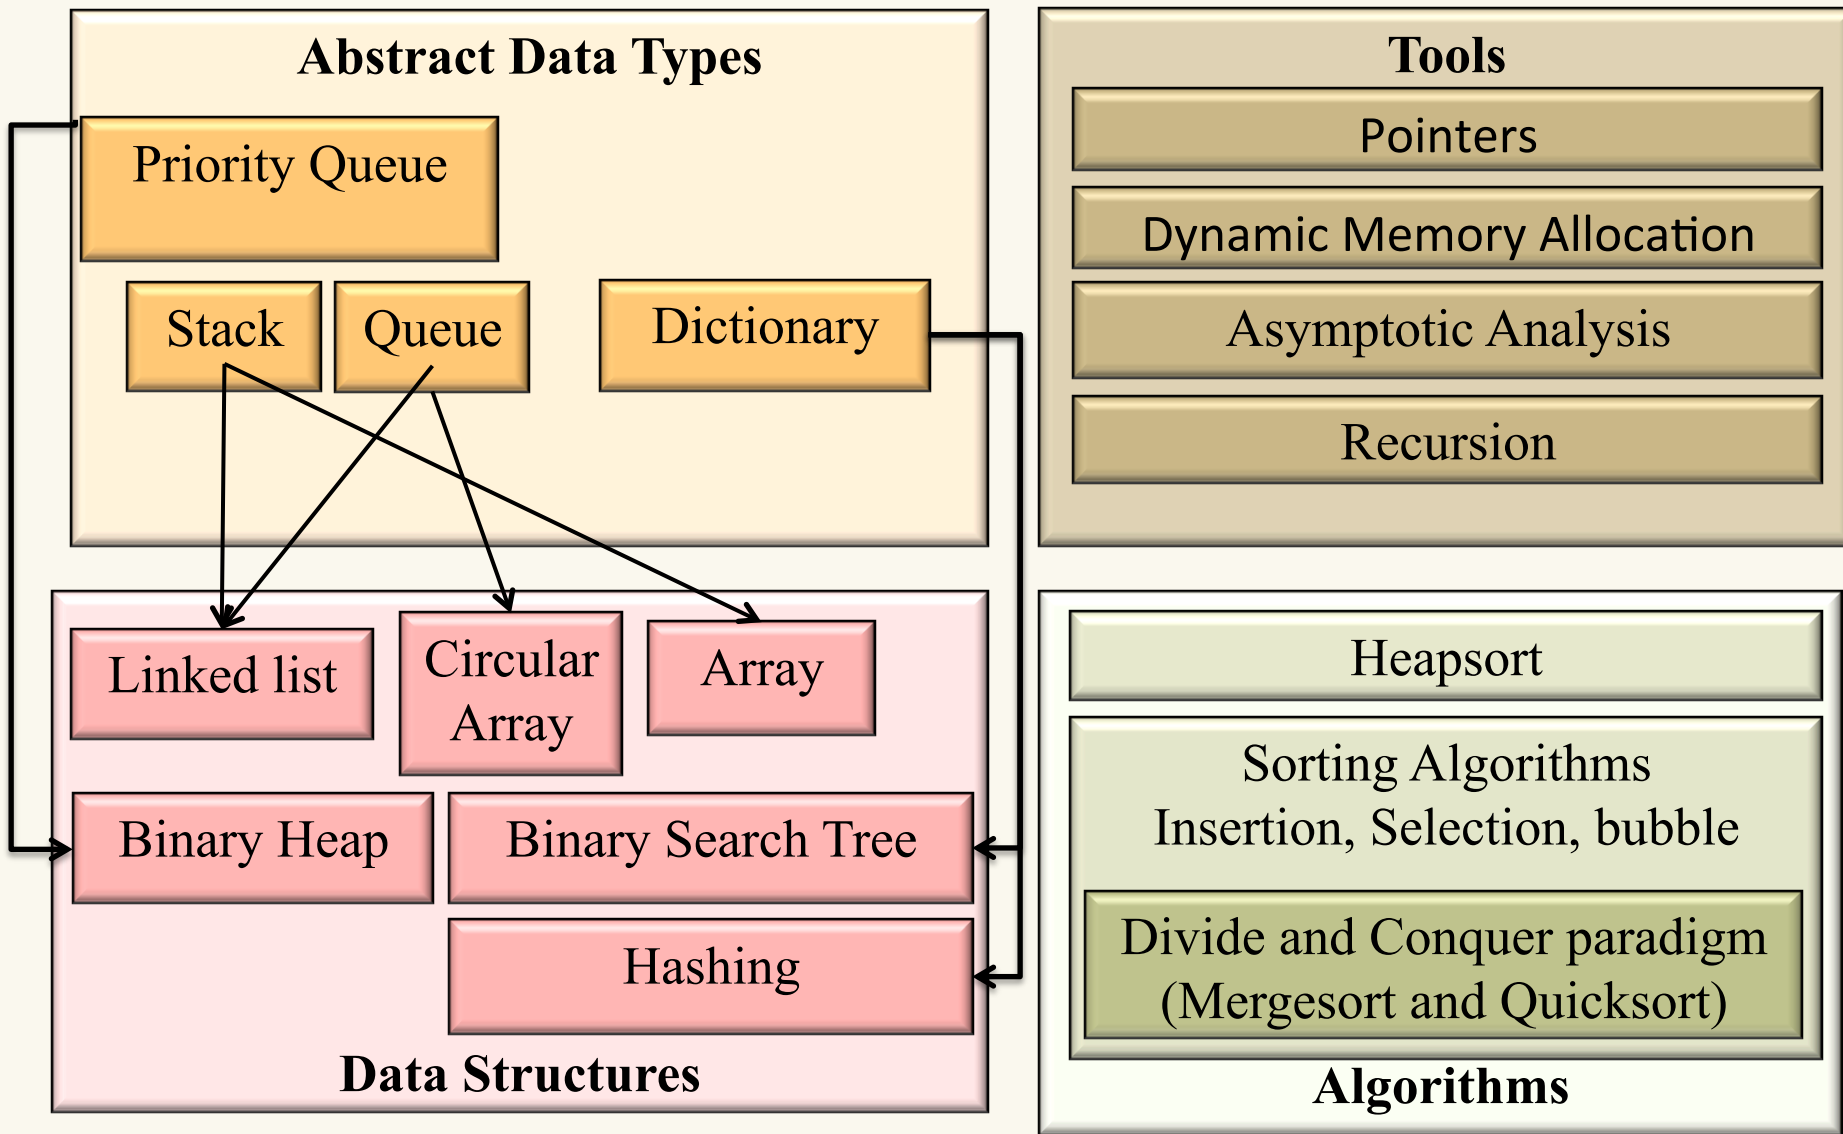 Abstract Data Types
Priority Queue
Stack
Queue
Dictionary
Tools
Pointers
Dynamic Memory Allocation
Asymptotic Analysis
Recursion
Linked list
Circular
Array
Array
Binary Heap
Binary Search Tree
Hashing
Data Structures
Heapsort
Sorting Algorithms
Insertion, Selection, bubble
Divide and Conquer paradigm
(Mergesort and Quicksort)
Algorithms